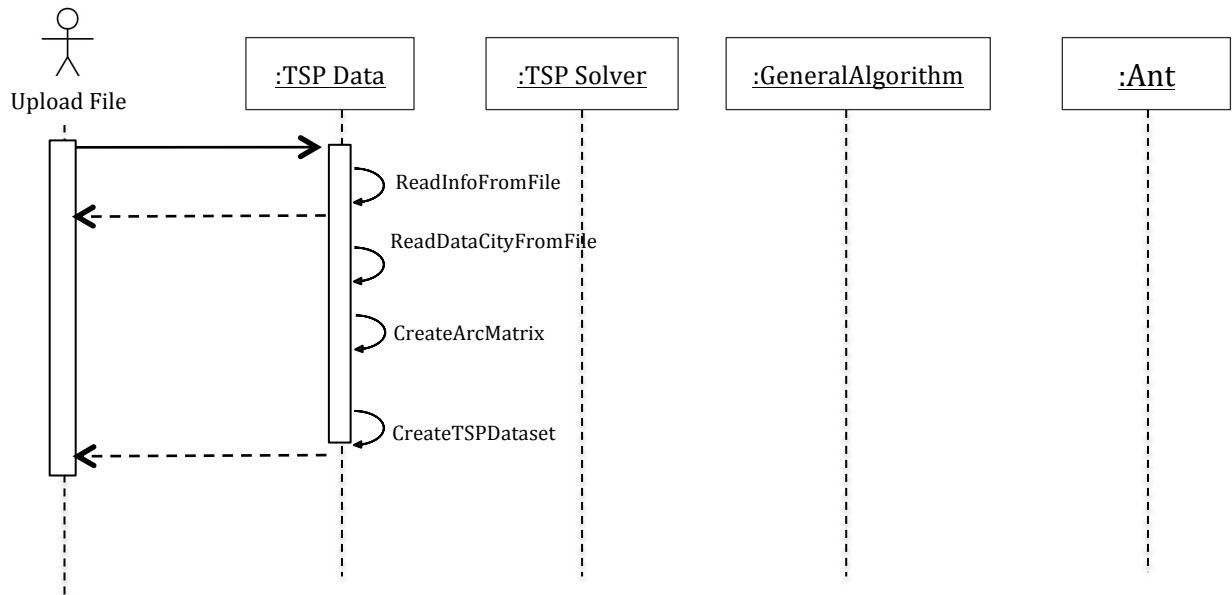 :TSP Data
:TSP Solver
:GeneralAlgorithm
:Ant
Upload File
ReadInfoFromFile
ReadDataCityFromFile
CreateArcMatrix
CreateTSPDataset